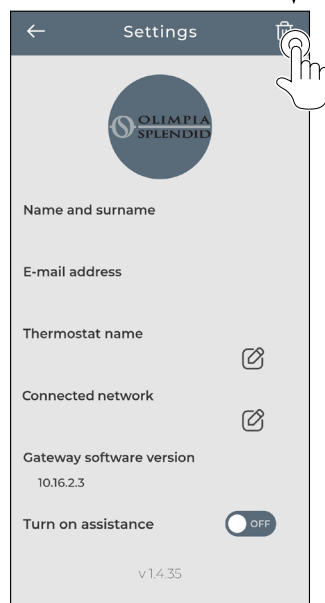 Settings
OLIMPIA
SPLENDID
Name and surname
E-mail address
Thermostat name
Connected network
Gateway software version
10.16.2.3
Turn on assistance
OFF
v 1.4.35